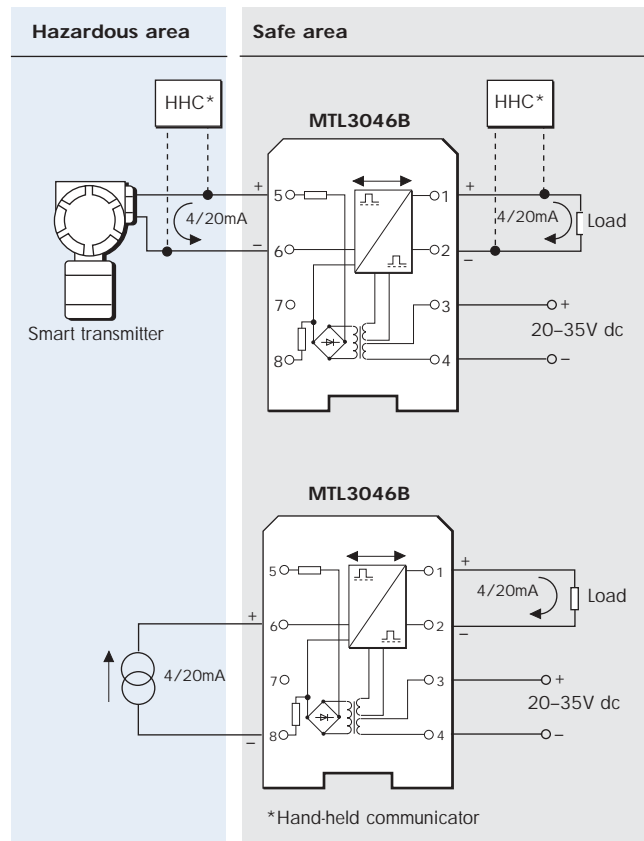 Hazardous area
Safe area
HHC*
HHC*
MTL3046B
+
5
1
+
4/20mA
4/20mA
Load
−
6
2
−
7
3
+
20–35V dc
Smart transmitter
8
4
−
MTL3046B
5
1
+
4/20mA
Load
+
6
2
−
4/20mA
7
3
+
20–35V dc
−
8
4
−
*Hand-held communicator